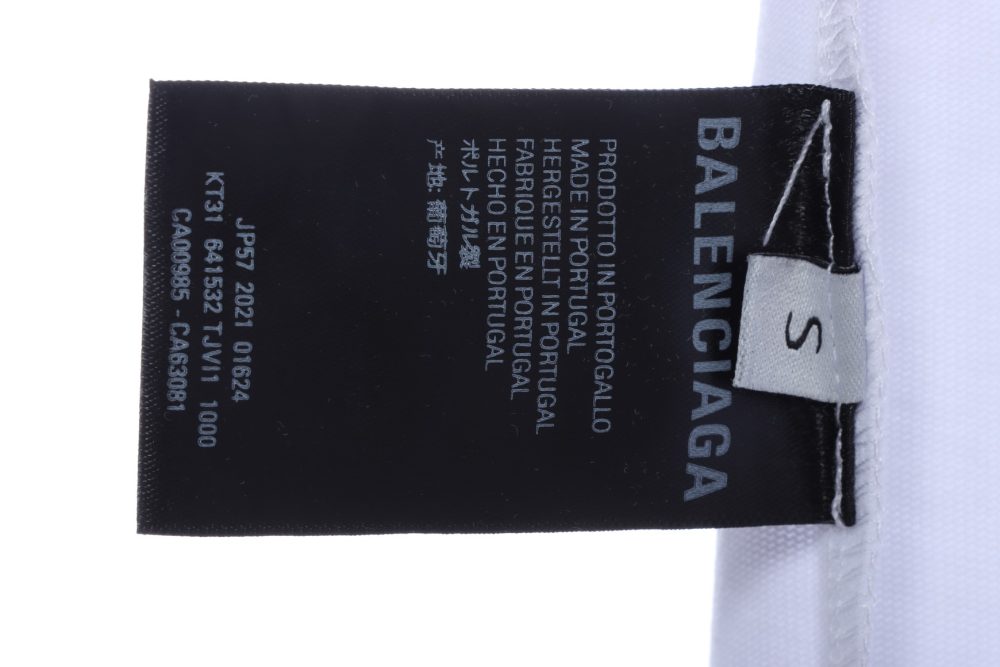 BALENCIAGA
S
PRODOTTO IN PORTOGALLO
MADE IN PORTUGAL
HERGESTELLT IN PORTUGAL
FABRIQUE EN PORTUGAL
HECHO EN PORTUGAL
ポルトガル製
产地: 葡萄牙
JP57 2021 01624
KT31 641532 TJVI1 1000
CA00985 - CA63081